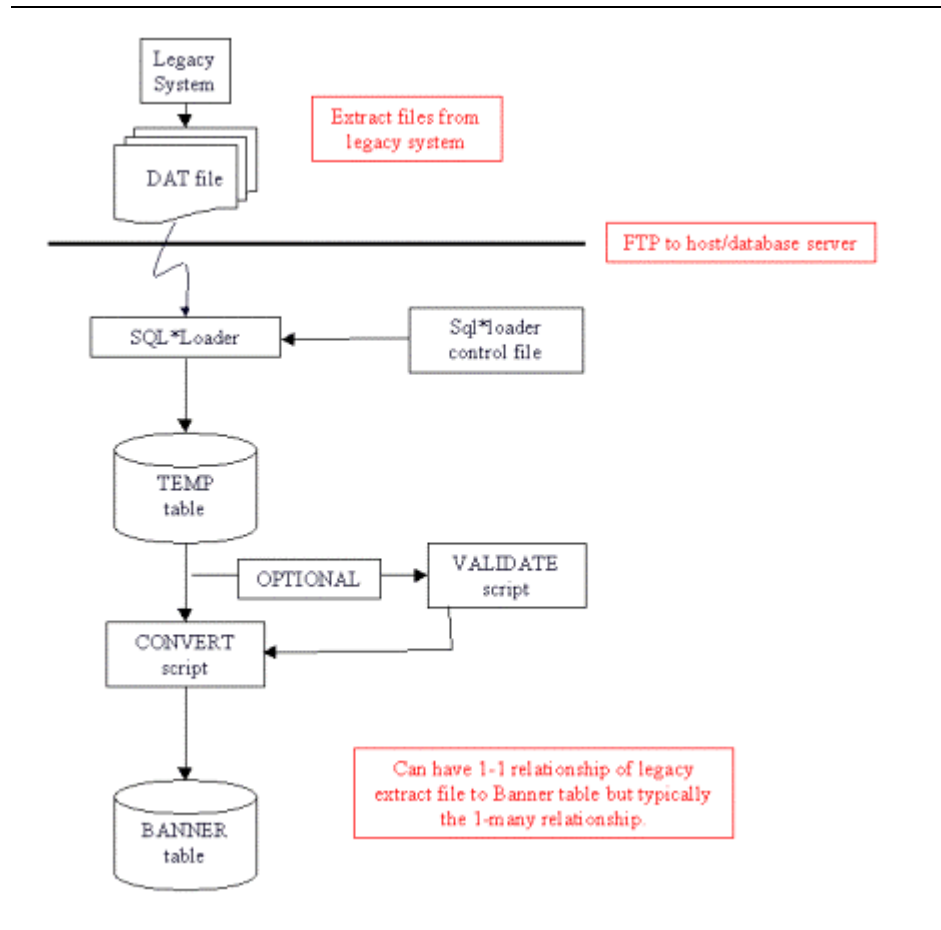 Legacy
System
Extract files from
legacy system
DAT file
FTP to host/database server
SQL*Loader
Sql*loader
control file
TEMP
table
OPTIONAL
VALIDATE
script
CONVERT
script
Can have 1-1 relationship of legacy
extract file to Banner table but typically
the 1-many relationship.
BANNER
table